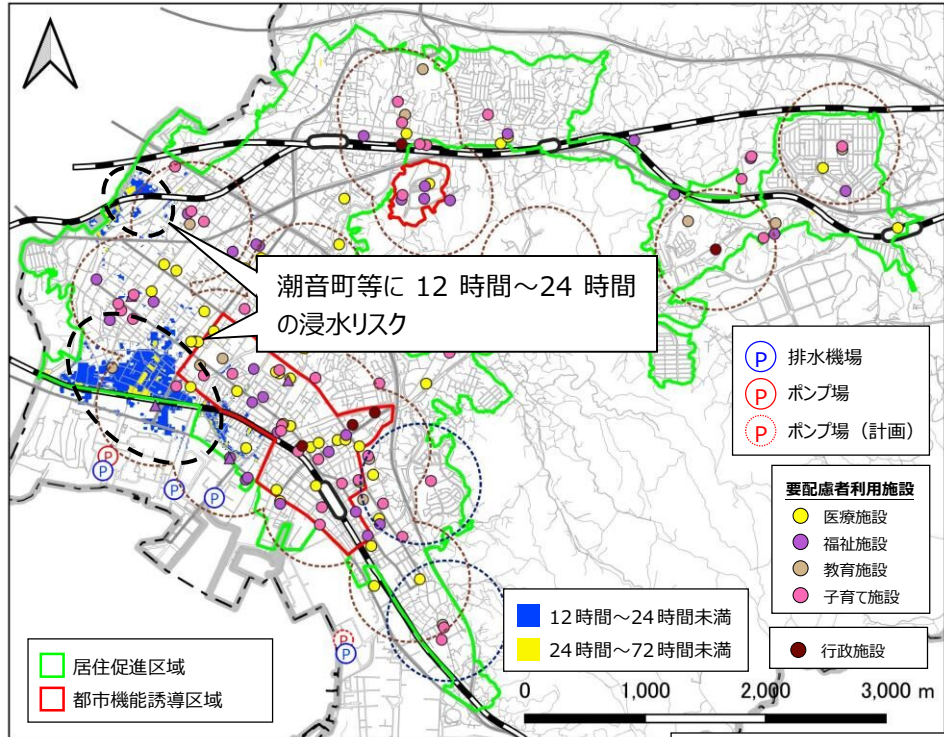 潮音町等に 12 時間～24 時間
の浸水リスク
P 排水機場
P ポンプ場
P ポンプ場（計画）
要配慮者利用施設
医療施設
福祉施設
教育施設
子育て施設
行政施設
12時間～24時間未満
24時間～72時間未満
居住促進区域
都市機能誘導区域
0 1,000 2,000 3,000 m
P
P
P
P
P
P